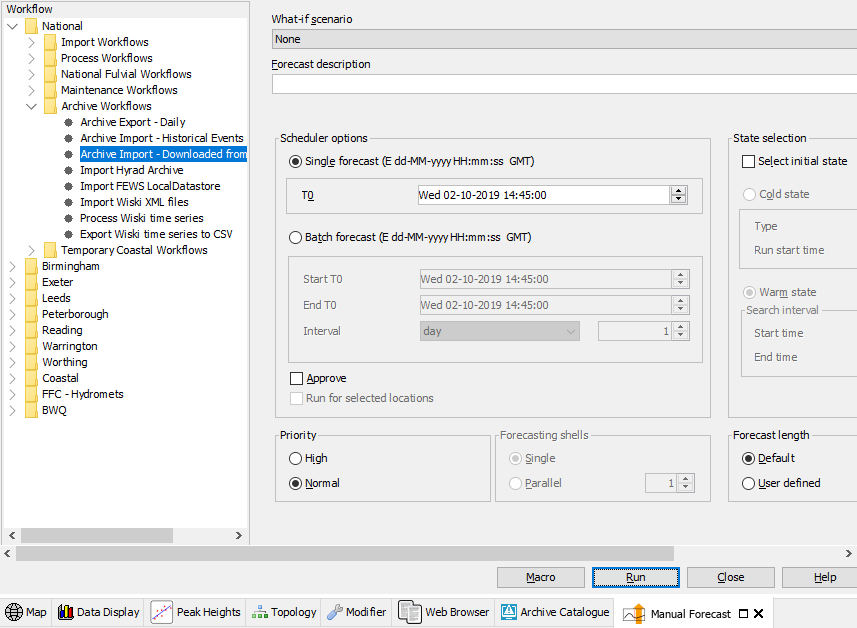 Workflow
National
Import Workflows
Process Workflows
National Fulvial Workflows
Maintenance Workflows
Archive Workflows
Archive Export - Daily
Archive Import - Historical Events
Archive Import - Downloaded from
Import Hyrad Archive
Import FEWS LocalDatastore
Import Wiski XML files
Process Wiski time series
Export Wiski time series to CSV
Temporary Coastal Workflows
Birmingham
Exeter
Leeds
Peterborough
Reading
Warrington
Worthing
Coastal
FFC - Hydromets
BWQ
What-if scenario
None
Forecast description
Scheduler options
Single forecast (E dd-MM-yyyy HH:mm:ss GMT)
T0 Wed 02-10-2019 14:45:00
Batch forecast (E dd-MM-yyyy HH:mm:ss GMT)
Start T0 Wed 02-10-2019 14:45:00
End T0 Wed 02-10-2019 14:45:00
Interval day 1
Approve
Run for selected locations
State selection
Select initial state
Cold state
Type
Run start time
Warm state
Search interval
Start time
End time
Priority
High
Normal
Forecasting shells
Single
Parallel 1
Forecast length
Default
User defined
Macro Run Close Help
Map Data Display Peak Heights Topology Modifier Web Browser Archive Catalogue Manual Forecast